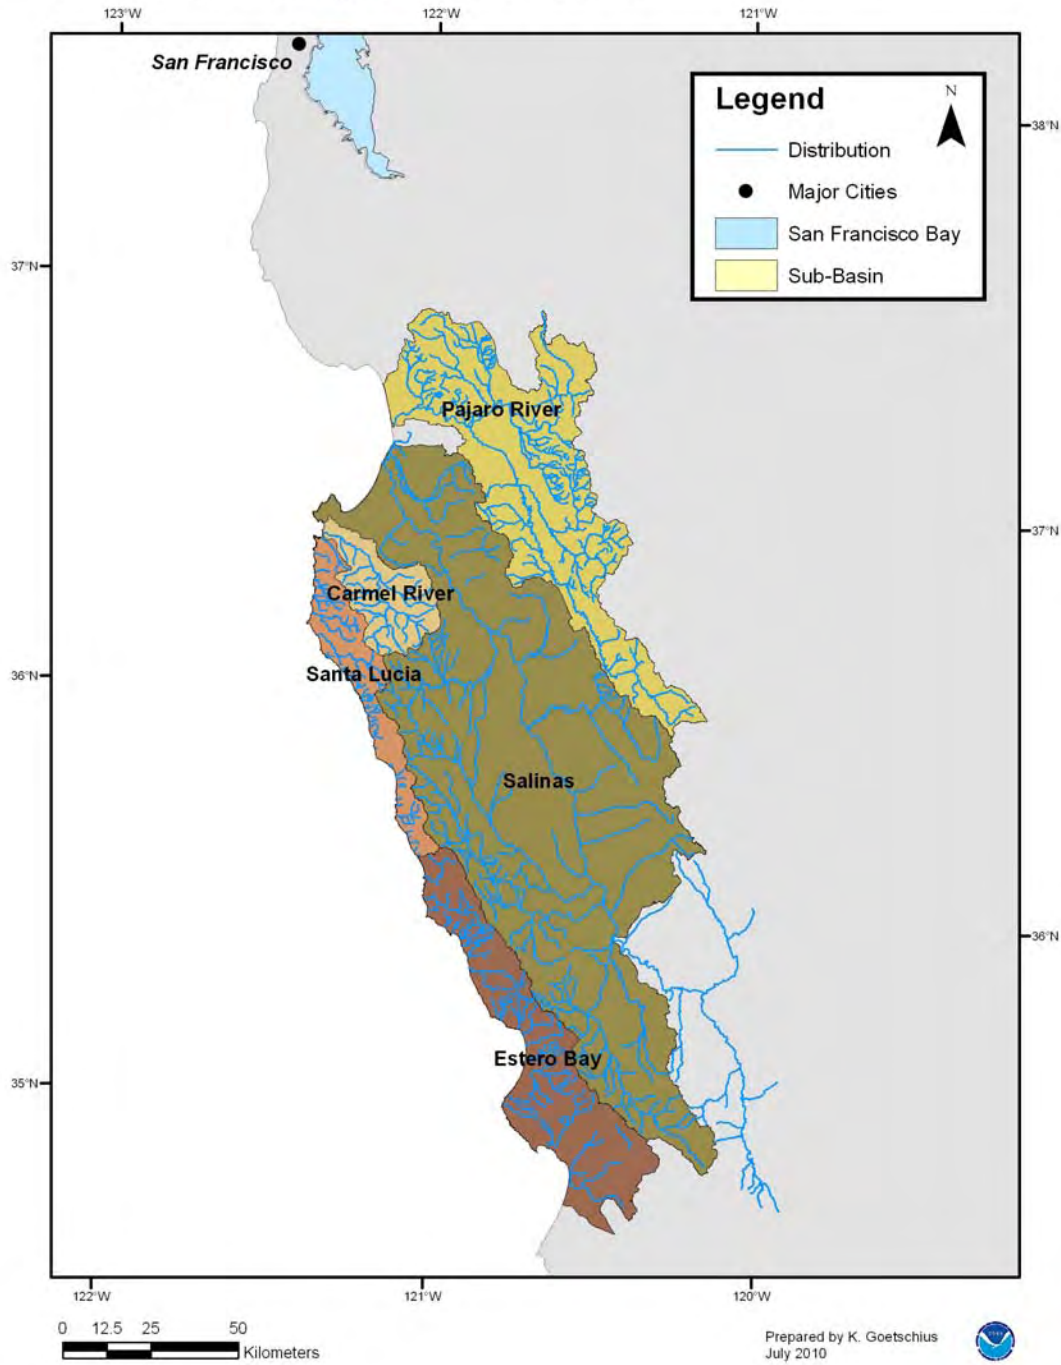 123°W 122°W 121°W
San Francisco
Legend
N
Distribution
Major Cities
San Francisco Bay
Sub-Basin
38°N
37°N
Pajaro River
37°N
Carmel River
Santa Lucia
36°N
Salinas
36°N
Estero Bay
35°N
122°W 121°W 120°W
0 12.5 25 50
Kilometers
Prepared by K. Goetschius
July 2010